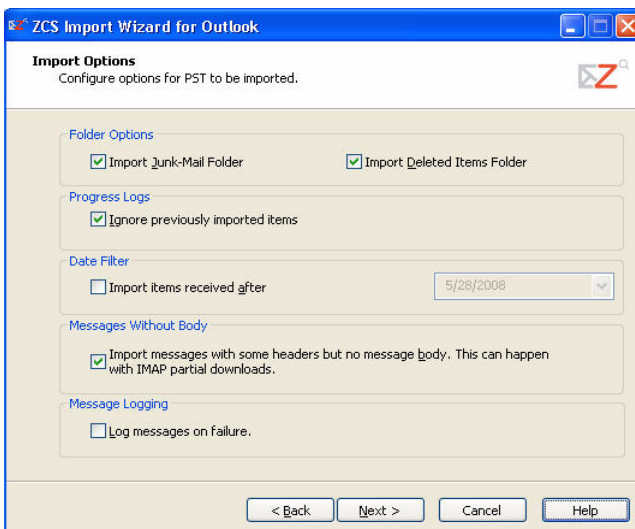 ZCS Import Wizard for Outlook
Import Options
Configure options for PST to be imported.
Z
Folder Options
Import Junk-Mail Folder
Import Deleted Items Folder
Progress Logs
Ignore previously imported items
Date Filter
Import items received after
5/28/2008
Messages Without Body
Import messages with some headers but no message body. This can happen
with IMAP partial downloads.
Message Logging
Log messages on failure.
< Back
Next >
Cancel
Help